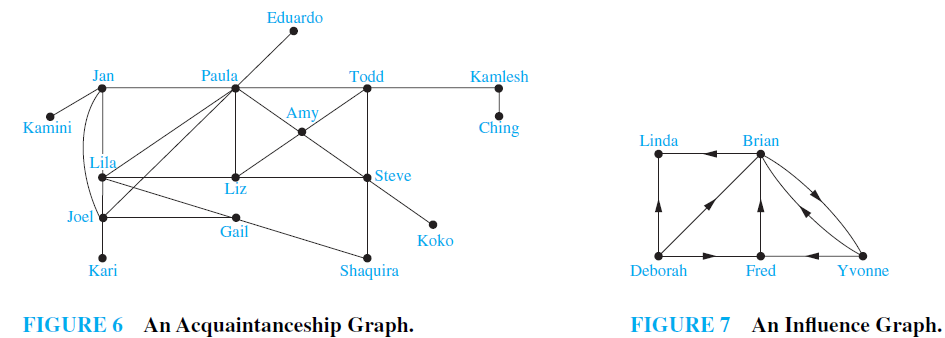 Eduardo
Jan
Paula
Todd
Kamlesh
Kamini
Amy
Ching
Lila
Liz
Steve
Joel
Gail
Koko
Kari
Shaquira
FIGURE 6 An Acquaintanceship Graph.
Linda
Brian
Deborah
Fred
Yvonne
FIGURE 7 An Influence Graph.